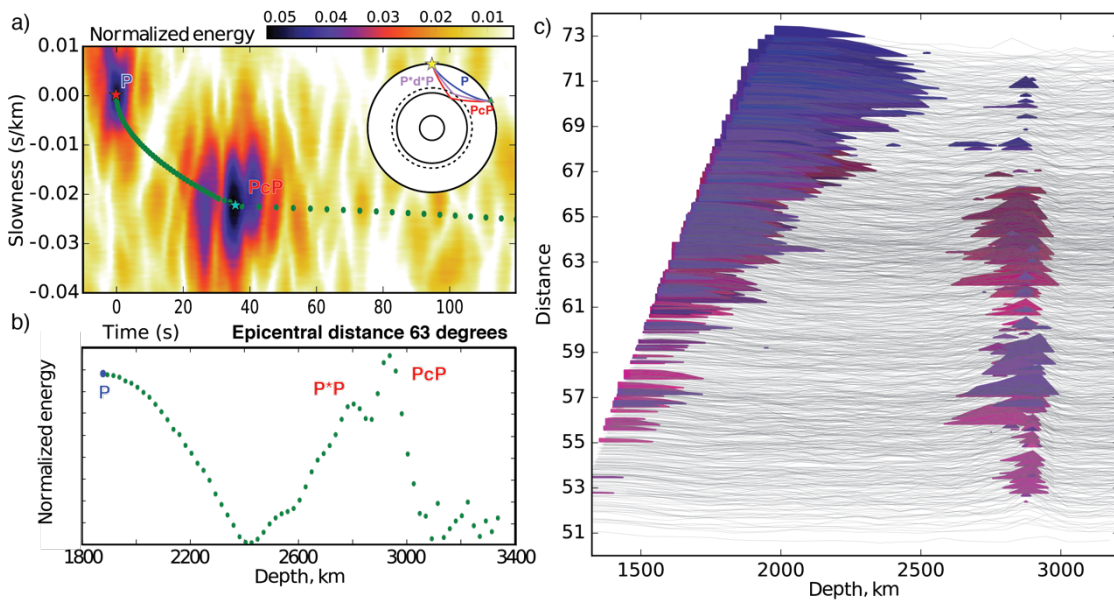 a)
Normalized energy
0.05 0.04 0.03 0.02 0.01
0.01
0.00
-0.01
-0.02
-0.03
-0.04
Slowness (s/km)
P
PcP
P*d*P
P
PcP
0 20 40 60 80 100
Time (s)
Epicentral distance 63 degrees
b)
Normalized energy
P
P*P
PcP
1800 2200 2600 3000 3400
Depth, km
c)
Distance
73
71
69
67
65
63
61
59
57
55
53
51
1500 2000 2500 3000
Depth, km